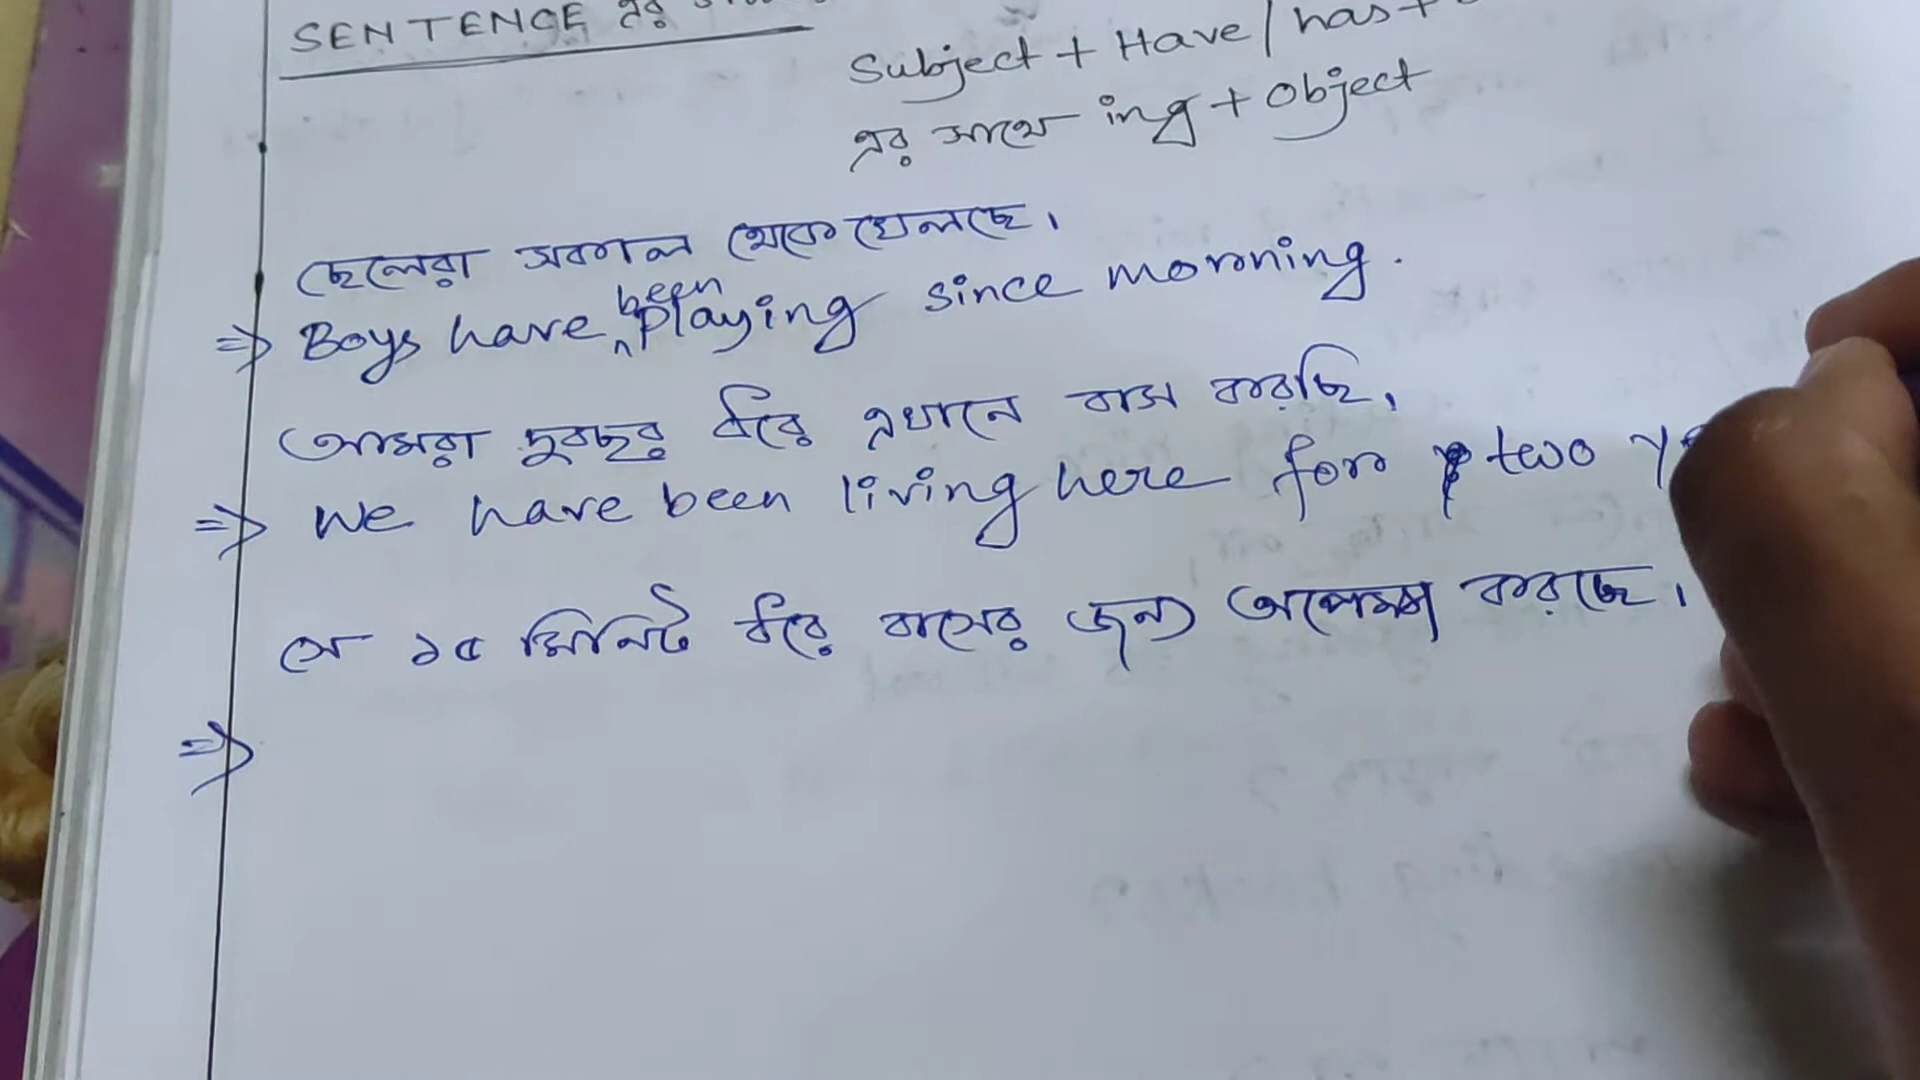 SENTENCE এর
Subject + Have / has +
এর সাথে ing + Object
ছেলেরা সকাল থেকে খেলছে।
⇒ Boys have been playing since morning.
আমরা দুবছর ধরে এখানে বাস করছি।
⇒ We have been living here for two
সে ১৫ মিনিট ধরে বাসের জন্য অপেক্ষা করছে।
⇒